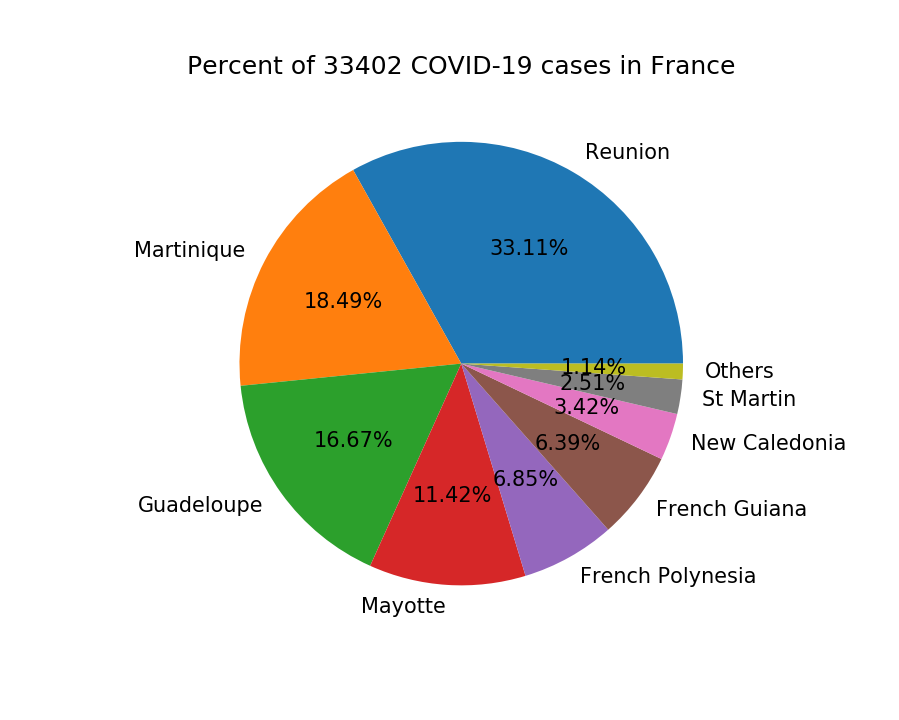 Percent of 33402 COVID-19 cases in France
Reunion
33.11%
Martinique
18.49%
Guadeloupe
16.67%
Mayotte
11.42%
French Polynesia
6.85%
French Guiana
6.39%
New Caledonia
3.42%
St Martin
2.51%
Others
1.14%